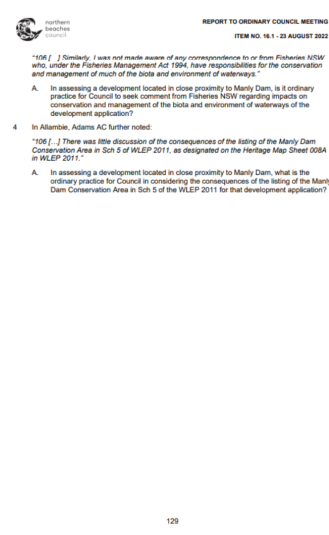 northern
beaches
council
REPORT TO ORDINARY COUNCIL MEETING
ITEM NO. 16.1 - 23 AUGUST 2022
"106 [...] Similarly, I was not made aware of any correspondence to or from Fisheries NSW
who, under the Fisheries Management Act 1994, have responsibilities for the conservation
and management of much of the biota and environment of waterways."
A. In assessing a development located in close proximity to Manly Dam, is it ordinary
practice for Council to seek comment from Fisheries NSW regarding impacts on
conservation and management of the biota and environment of waterways of the
development application?
4 In Allambie, Adams AC further noted:
"106 [...] There was little discussion of the consequences of the listing of the Manly Dam
Conservation Area in Sch 5 of WLEP 2011, as designated on the Heritage Map Sheet 008A
in WLEP 2011."
A. In assessing a development located in close proximity to Manly Dam, what is the
ordinary practice for Council in considering the consequences of the listing of the Manly
Dam Conservation Area in Sch 5 of the WLEP 2011 for that development application?
129